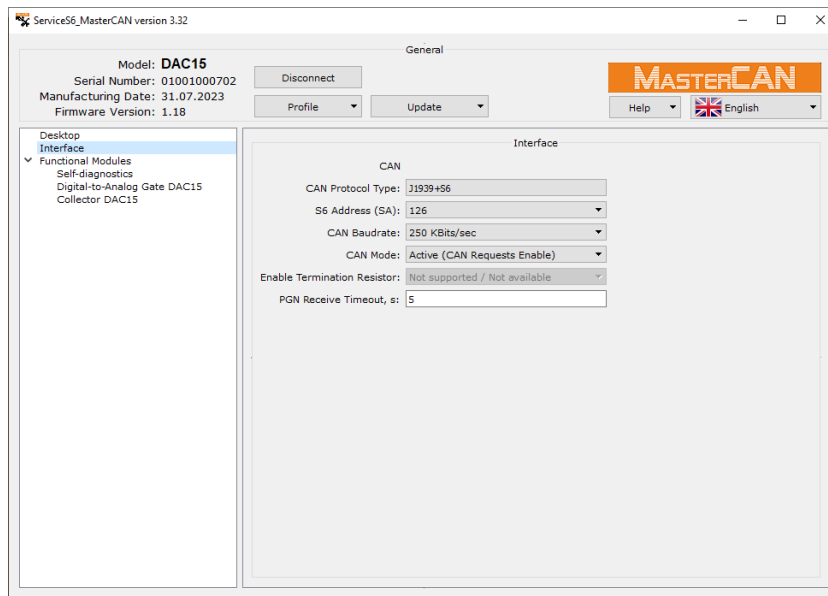 ServiceS6_MasterCAN version 3.32
General
Model: DAC15
Serial Number: 01001000702
Manufacturing Date: 31.07.2023
Firmware Version: 1.18
Disconnect
Profile
Update
MASTERCAN
Help
English
Desktop
Interface
Functional Modules
Self-diagnostics
Digital-to-Analog Gate DAC15
Collector DAC15
Interface
CAN
CAN Protocol Type: J1939+S6
S6 Address (SA): 126
CAN Baudrate: 250 KBits/sec
CAN Mode: Active (CAN Requests Enable)
Enable Termination Resistor: Not supported / Not available
PGN Receive Timeout, s: 5